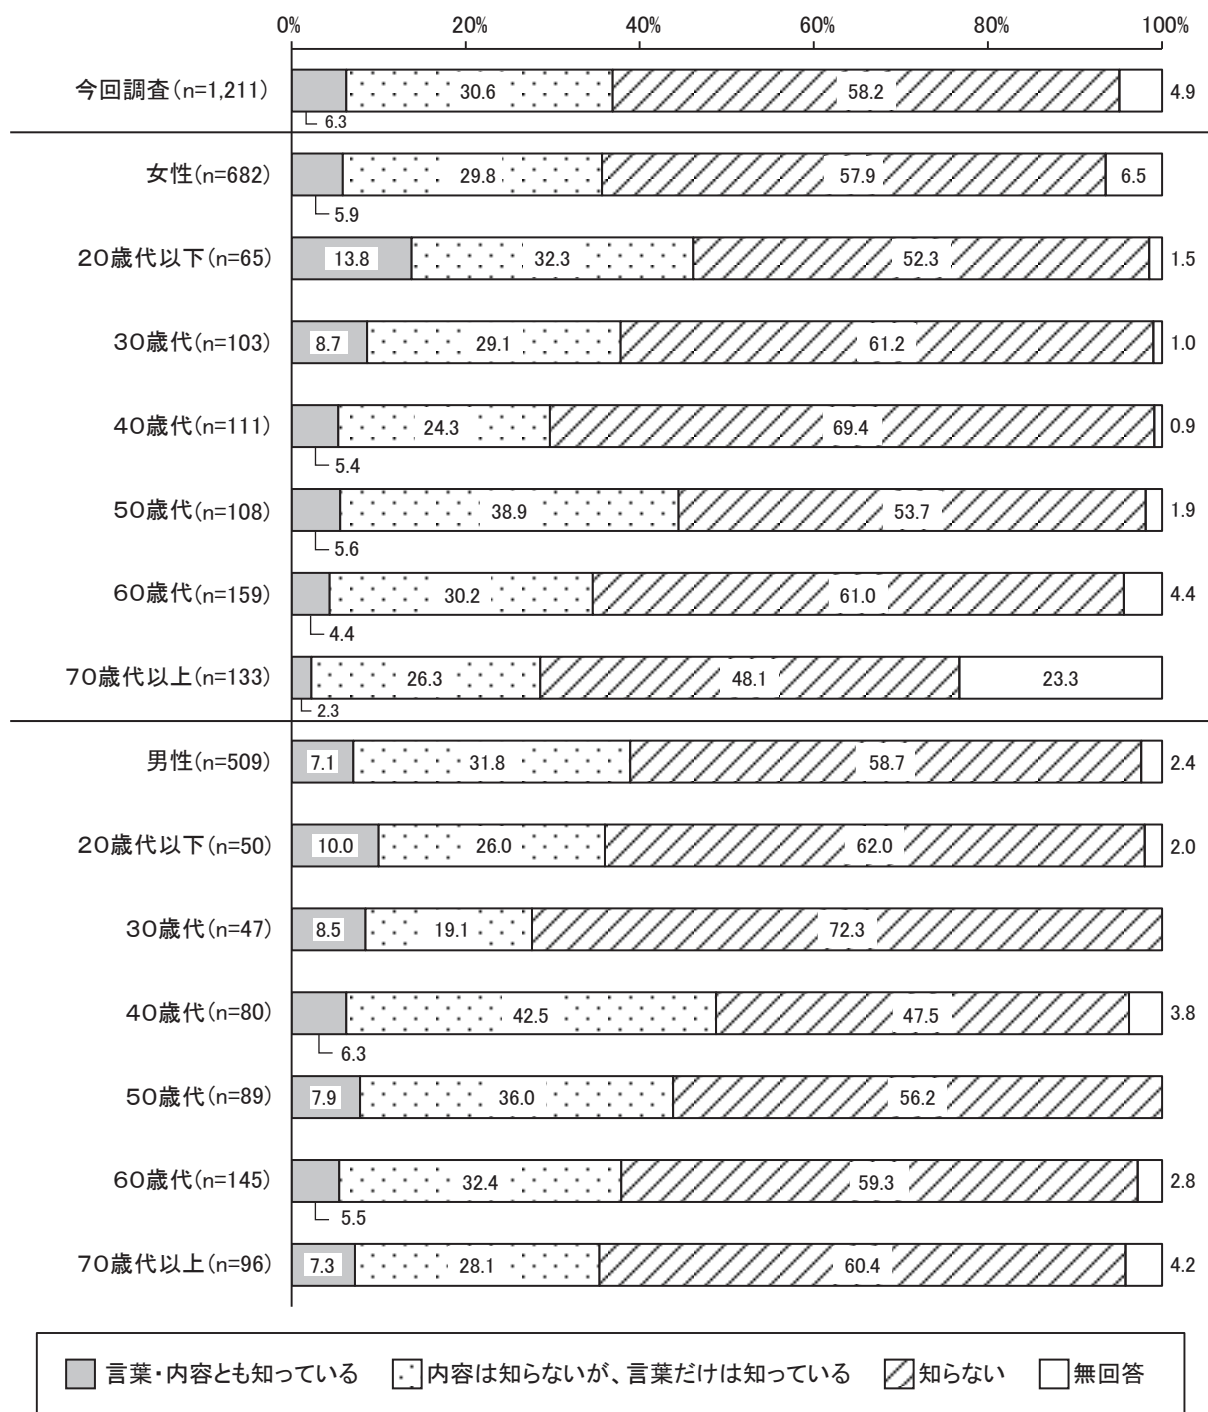 0% 20% 40% 60% 80% 100%
今回調査(n=1,211) 30.6 58.2 4.9
6.3
女性(n=682) 29.8 57.9 6.5
5.9
20歳代以下(n=65) 13.8 32.3 52.3 1.5
30歳代(n=103) 8.7 29.1 61.2 1.0
40歳代(n=111) 24.3 69.4 0.9
5.4
50歳代(n=108) 38.9 53.7 1.9
5.6
60歳代(n=159) 30.2 61.0 4.4
4.4
70歳代以上(n=133) 26.3 48.1 23.3
2.3
男性(n=509) 7.1 31.8 58.7 2.4
20歳代以下(n=50) 10.0 26.0 62.0 2.0
30歳代(n=47) 8.5 19.1 72.3
40歳代(n=80) 42.5 47.5 3.8
6.3
50歳代(n=89) 7.9 36.0 56.2
60歳代(n=145) 32.4 59.3 2.8
5.5
70歳代以上(n=96) 7.3 28.1 60.4 4.2
言葉・内容とも知っている 内容は知らないが、言葉だけは知っている 知らない 無回答